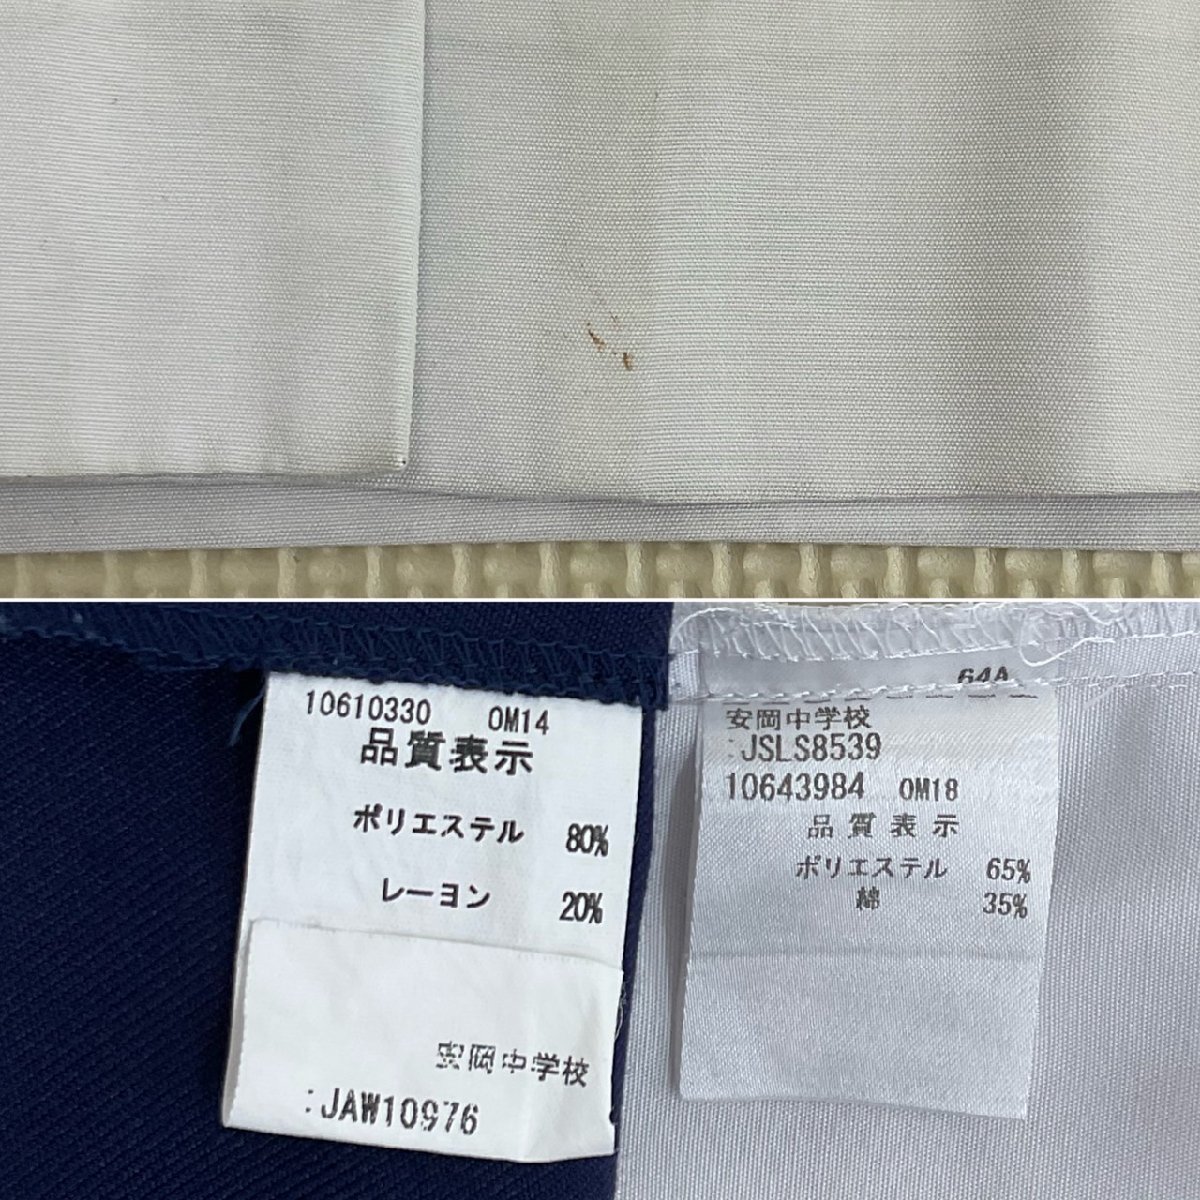 10610330 OM14
品質表示
ポリエステル 80%
レーヨン 20%
安岡中学校
:JAW10976
64A
安岡中学校
:JSLS8539
10643984 OM18
品質表示
ポリエステル 65%
綿 35%